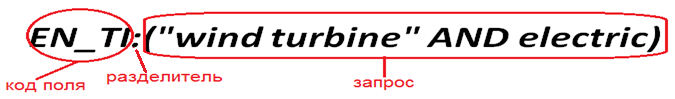 EN_TI:("wind turbine" AND electric)
код поля разделитель запрос